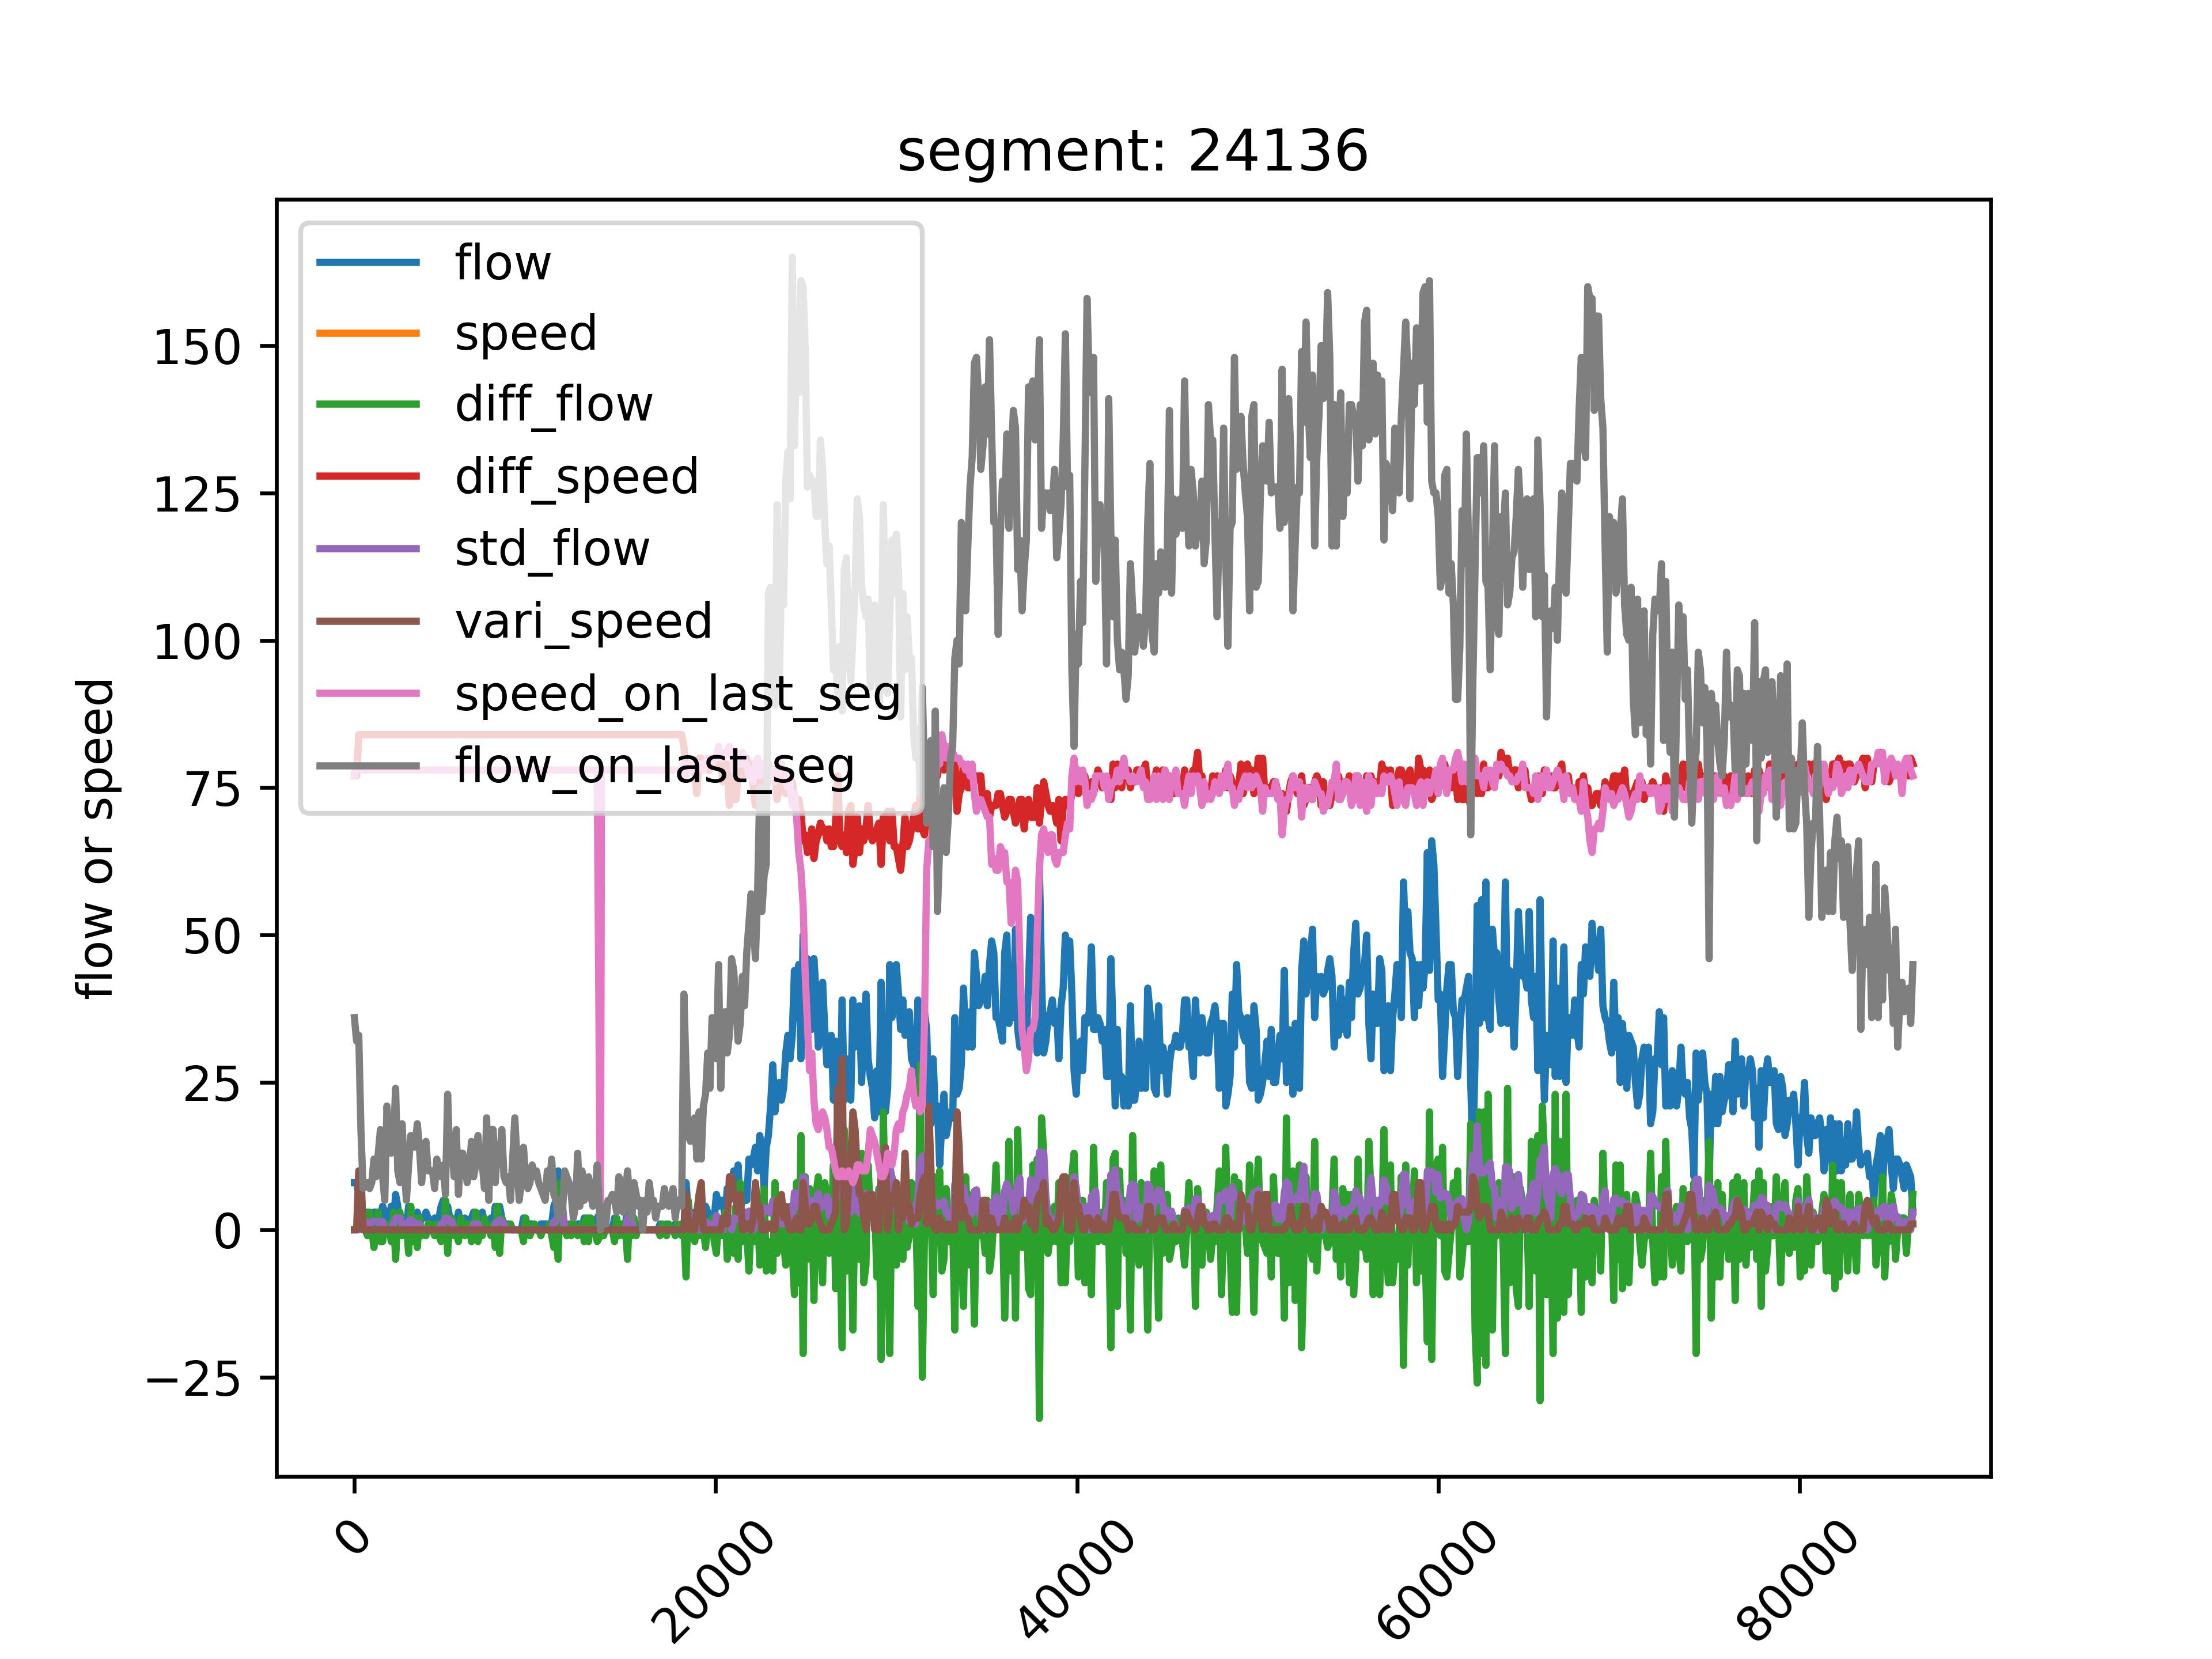 segment: 24136
flow
speed
diff_flow
diff_speed
std_flow
vari_speed
speed_on_last_seg
flow_on_last_seg
flow or speed
150
125
100
75
50
25
0
−25
0
20000
40000
60000
80000